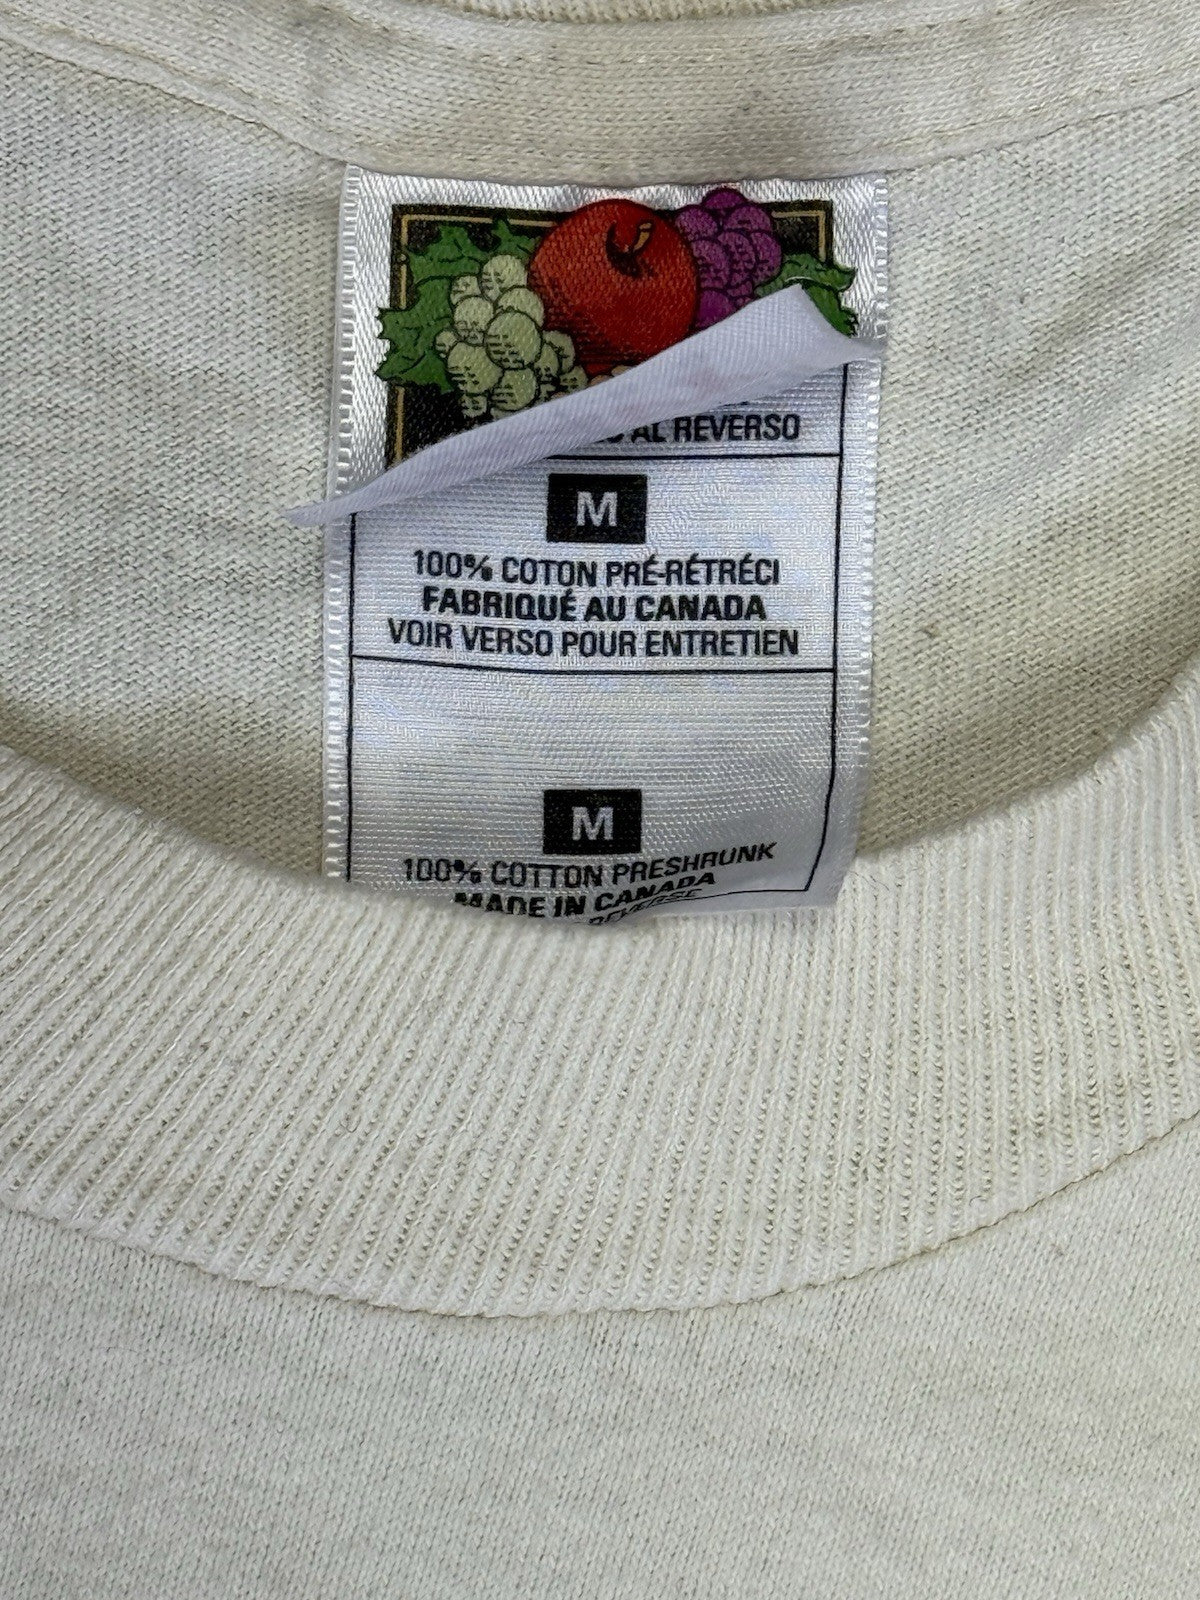 AL REVERSO
M
100% COTON PRÉ-RÉTRÉCI
FABRIQUÉ AU CANADA
VOIR VERSO POUR ENTRETIEN
M
100% COTTON PRESHRUNK
MADE IN CANADA
REVERSE